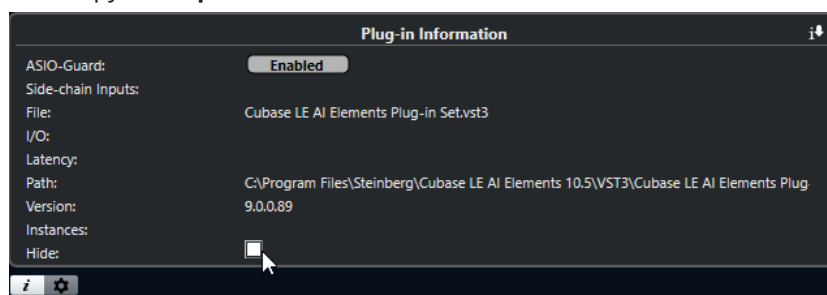 Plug-in Information
ASIO-Guard: Enabled
Side-chain Inputs:
File: Cubase LE AI Elements Plug-in Set.vst3
I/O:
Latency:
Path: C:\Program Files\Steinberg\Cubase LE AI Elements 10.5\VST3\Cubase LE AI Elements Plug-
Version: 9.0.0.89
Instances:
Hide:
i